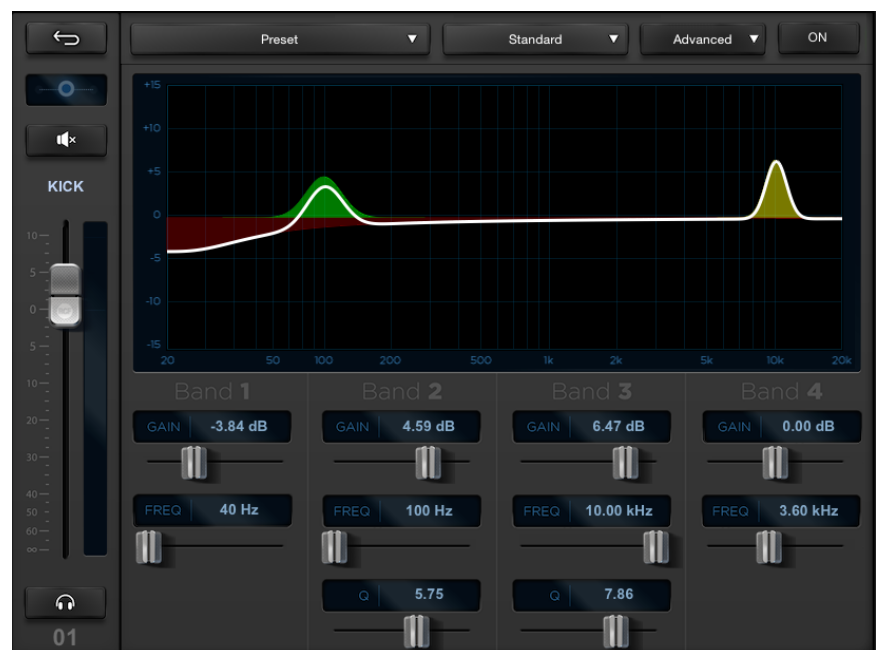 Preset Standard Advanced ON
KICK
+15
+10
+5
0
-5
-10
-15
20 50 100 200 500 1k 2k 5k 10k 20k
10
5
0
5
10
20
30
40
50
60
∞
Band 1 Band 2 Band 3 Band 4
GAIN -3.84 dB GAIN 4.59 dB GAIN 6.47 dB GAIN 0.00 dB
FREQ 40 Hz FREQ 100 Hz FREQ 10.00 kHz FREQ 3.60 kHz
Q 5.75 Q 7.86
01